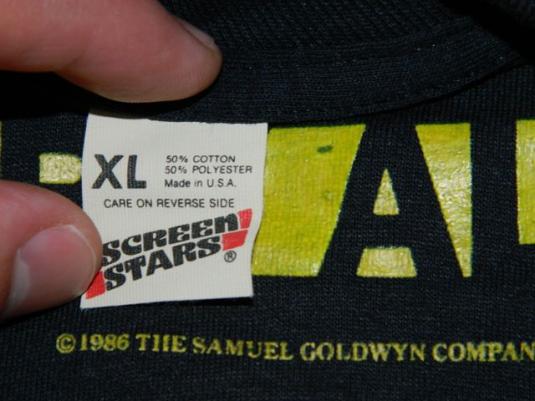 XL
50% COTTON
50% POLYESTER
Made in U.S.A.
CARE ON REVERSE SIDE
SCREEN
STARS®
A
©1986 THE SAMUEL GOLDWYN COMPAN